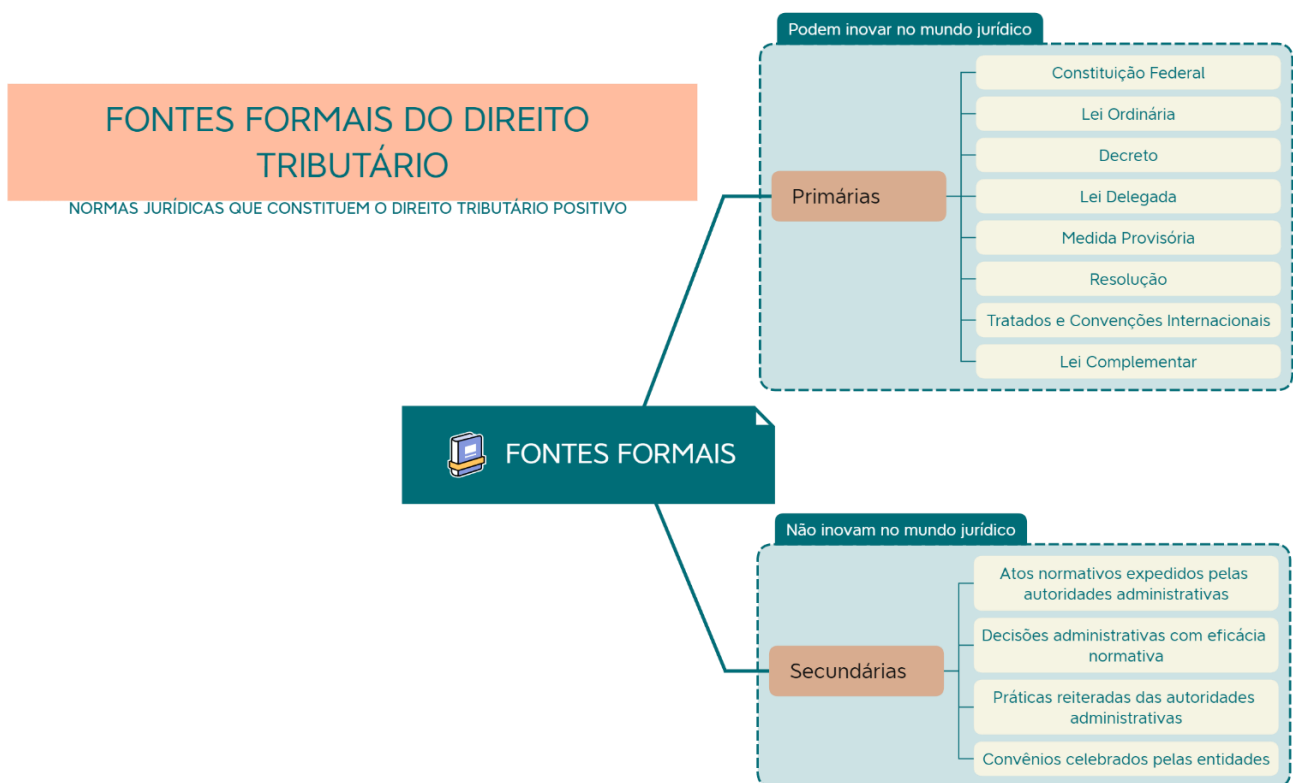 FONTES FORMAIS DO DIREITO
TRIBUTÁRIO
NORMAS JURÍDICAS QUE CONSTITUEM O DIREITO TRIBUTÁRIO POSITIVO
FONTES FORMAIS
Podem inovar no mundo jurídico
Primárias
Constituição Federal
Lei Ordinária
Decreto
Lei Delegada
Medida Provisória
Resolução
Tratados e Convenções Internacionais
Lei Complementar
Não inovam no mundo jurídico
Secundárias
Atos normativos expedidos pelas
autoridades administrativas
Decisões administrativas com eficácia
normativa
Práticas reiteradas das autoridades
administrativas
Convênios celebrados pelas entidades